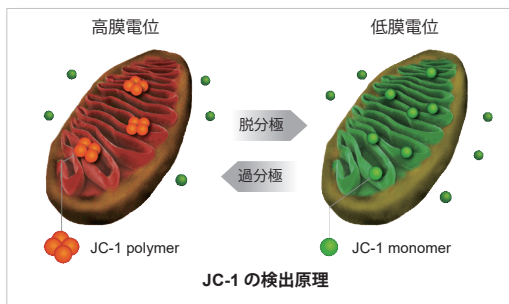 高膜電位
低膜電位
脱分極
過分極
JC-1 polymer
JC-1 monomer
JC-1 の検出原理